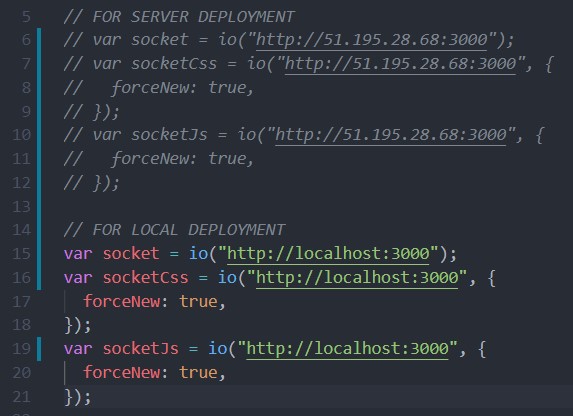 5 // FOR SERVER DEPLOYMENT
6 // var socket = io("http://51.195.28.68:3000");
7 // var socketCss = io("http://51.195.28.68:3000", {
8 //   forceNew: true,
9 // });
10 // var socketJs = io("http://51.195.28.68:3000", {
11 //   forceNew: true,
12 // });
13
14 // FOR LOCAL DEPLOYMENT
15 var socket = io("http://localhost:3000");
16 var socketCss = io("http://localhost:3000", {
17   forceNew: true,
18 });
19 var socketJs = io("http://localhost:3000", {
20   forceNew: true,
21 });